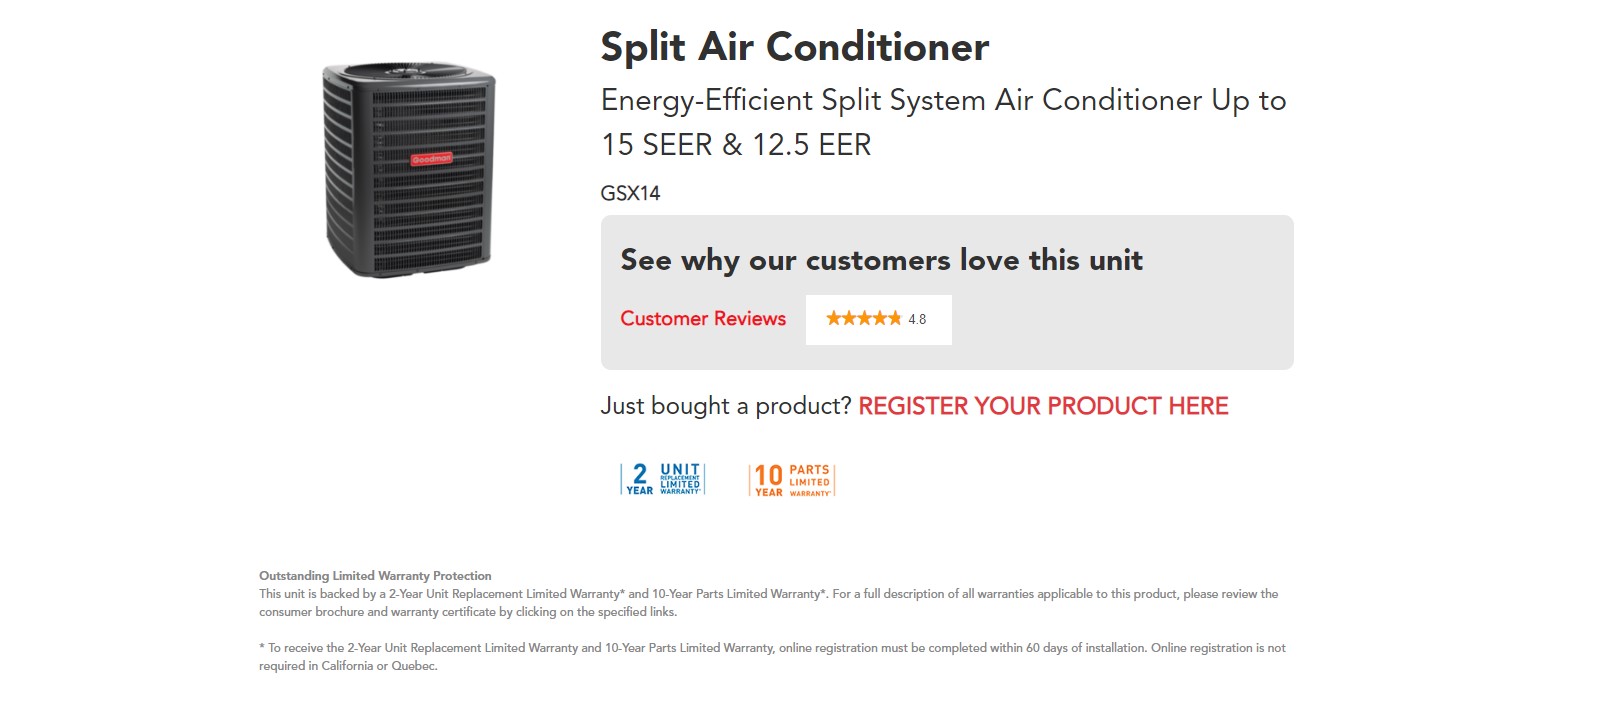 Goodman
Split Air Conditioner
Energy-Efficient Split System Air Conditioner Up to
15 SEER & 12.5 EER
GSX14
See why our customers love this unit
Customer Reviews 4.8
Just bought a product? REGISTER YOUR PRODUCT HERE
2 YEAR UNIT REPLACEMENT LIMITED WARRANTY*
10 YEAR PARTS LIMITED WARRANTY*
Outstanding Limited Warranty Protection
This unit is backed by a 2-Year Unit Replacement Limited Warranty* and 10-Year Parts Limited Warranty*. For a full description of all warranties applicable to this product, please review the
consumer brochure and warranty certificate by clicking on the specified links.
* To receive the 2-Year Unit Replacement Limited Warranty and 10-Year Parts Limited Warranty, online registration must be completed within 60 days of installation. Online registration is not
required in California or Quebec.